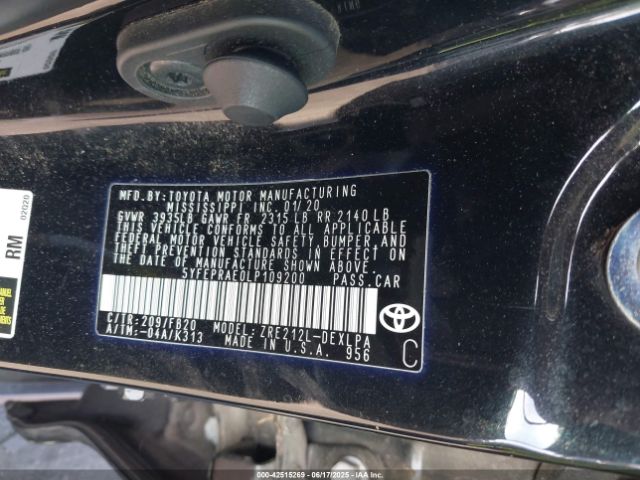 MFD.BY: TOYOTA MOTOR MANUFACTURING
MISSISSIPPI INC. 01/20
GVWR 3935LB GAWR FR 2315 LB RR 2140 LB
THIS VEHICLE CONFORMS TO ALL APPLICABLE
FEDERAL MOTOR VEHICLE SAFETY, BUMPER, AND
THEFT PREVENTION STANDARDS IN EFFECT ON
THE DATE OF MANUFACTURE SHOWN ABOVE.
5YFEPRAE0LP109200 PASS.CAR
C/TR:209/FB20 MODEL: ZRE212L-DEXLPA
A/TM:-04A/K313 MADE IN U.S.A. 956
C
RM
02020
000-42515269 - 06/17/2025 - IAAI.COM